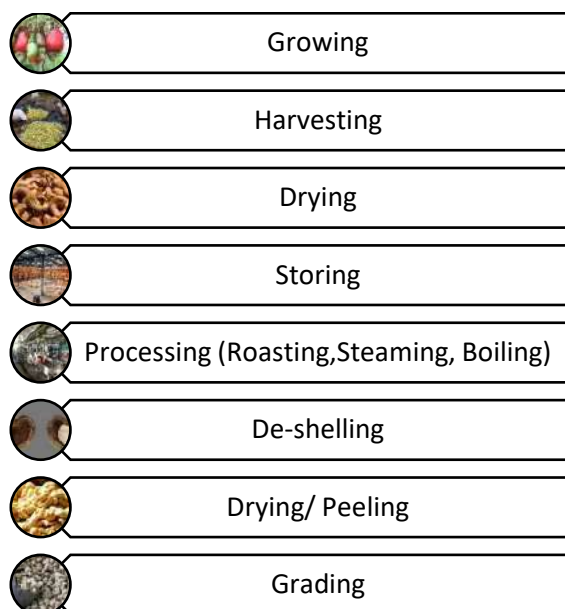 Growing
Harvesting
Drying
Storing
Processing (Roasting,Steaming, Boiling)
De-shelling
Drying/ Peeling
Grading